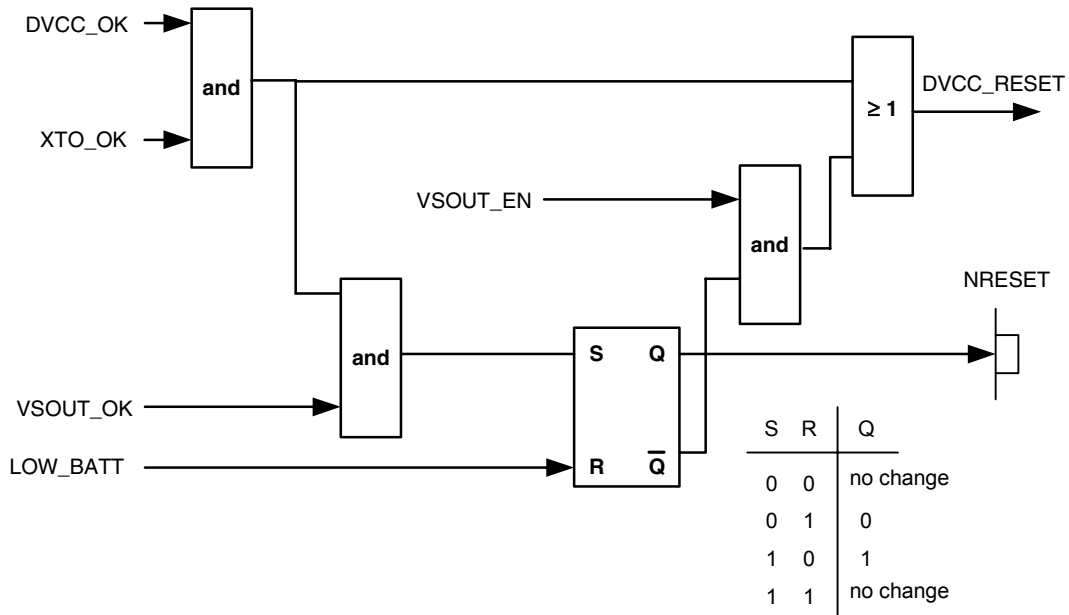 DVCC_OK
and
XTO_OK
≥ 1
DVCC_RESET
VSOUT_EN
and
NRESET
and
S Q
VSOUT_OK
LOW_BATT
R Q̅
S R Q
0 0 no change
0 1 0
1 0 1
1 1 no change